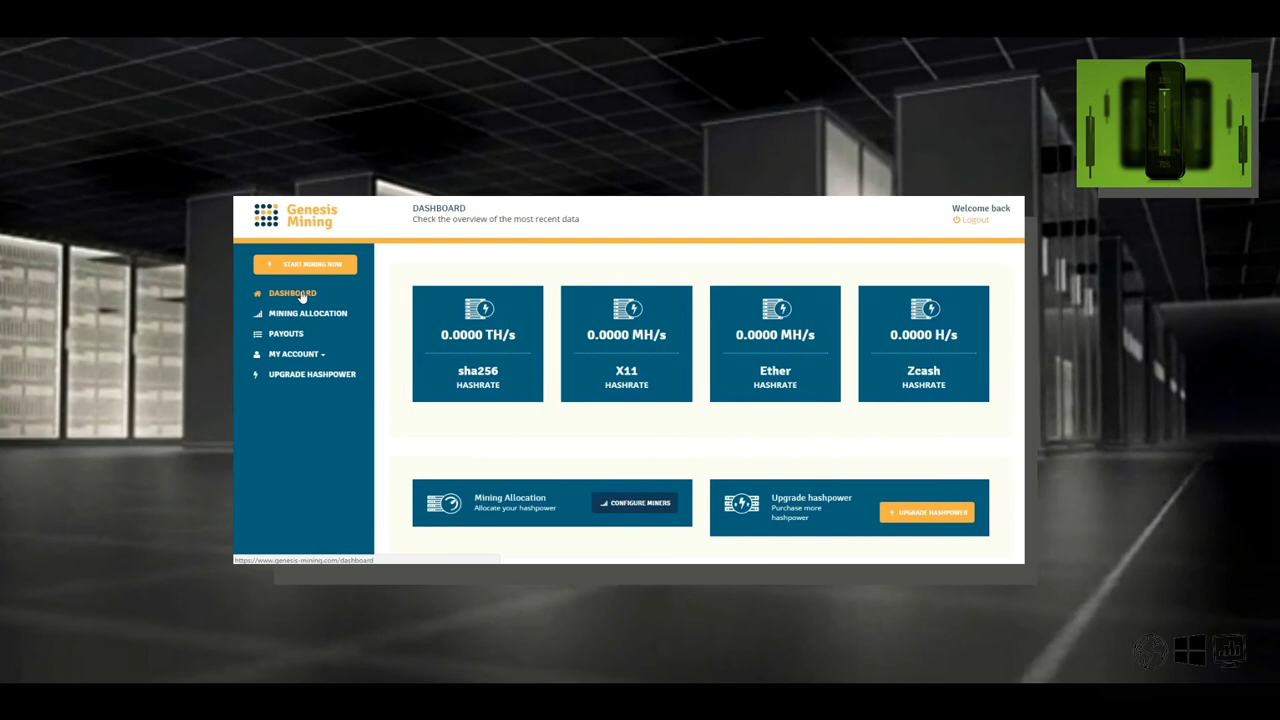 Genesis
Mining
DASHBOARD
Check the overview of the most recent data
Welcome back
Logout
START MINING NOW
DASHBOARD
MINING ALLOCATION
PAYOUTS
MY ACCOUNT
UPGRADE HASHPOWER
0.0000 TH/s
sha256
HASHRATE
0.0000 MH/s
X11
HASHRATE
0.0000 MH/s
Ether
HASHRATE
0.0000 H/s
Zcash
HASHRATE
Mining Allocation
Allocate your hashpower
CONFIGURE MINERS
Upgrade hashpower
Purchase more
hashpower
UPGRADE HASHPOWER
https://www.genesis-mining.com/dashboard